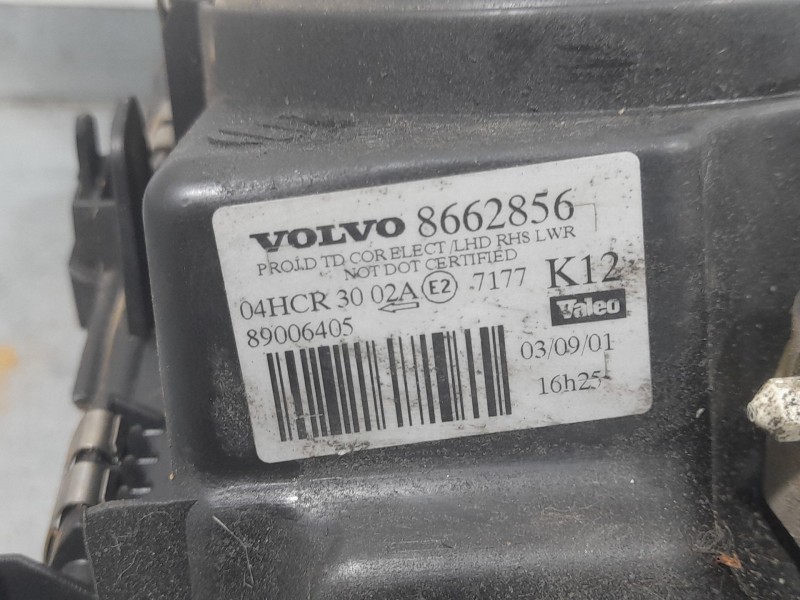 VOLVO 8662856
PROJ.D TD COR ELECT /LHD RHS LWR
NOT DOT CERTIFIED
04HCR 30 02A E2 7177 K12
Valeo
89006405
03/09/01
16h25